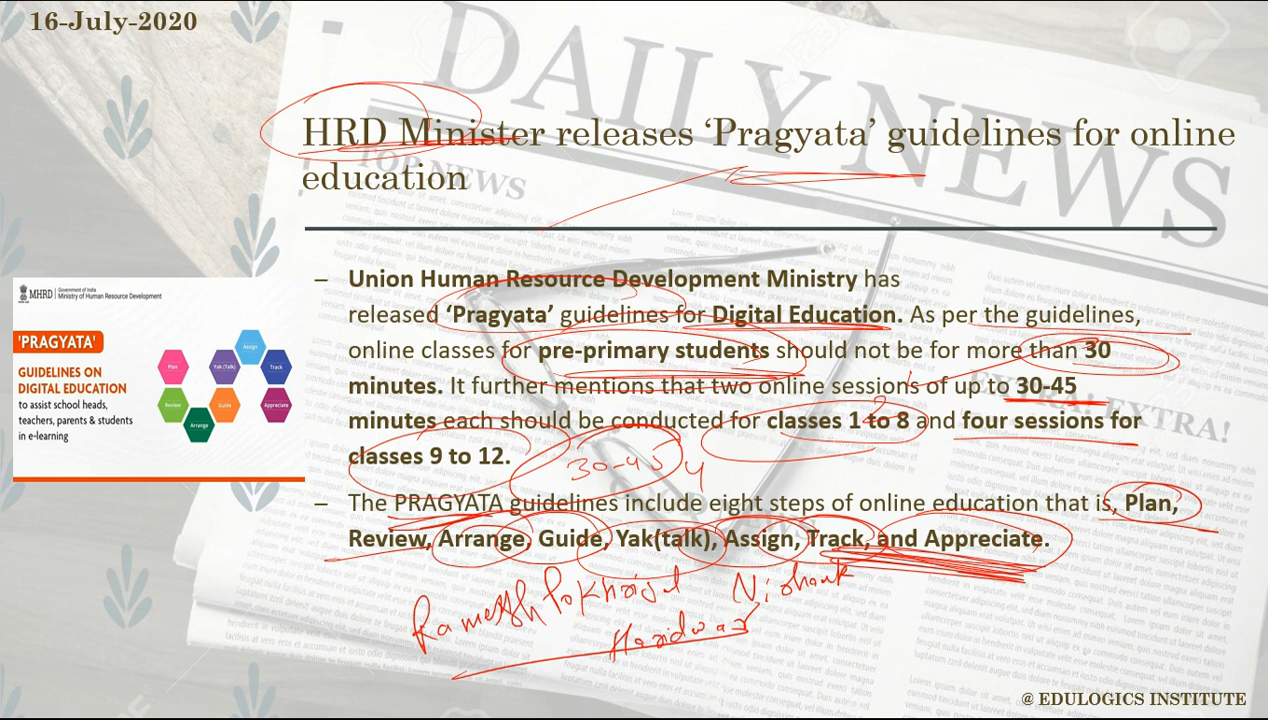 16-July-2020
DAILY NEWS
TOP NEWS
HRD Minister releases ‘Pragyata’ guidelines for online
education
– Union Human Resource Development Ministry has
released ‘Pragyata’ guidelines for Digital Education. As per the guidelines,
online classes for pre-primary students should not be for more than 30
minutes. It further mentions that two online sessions of up to 30-45
minutes each should be conducted for classes 1 to 8 and four sessions for
classes 9 to 12.
30-45 4
EXTRA! EXTRA!
– The PRAGYATA guidelines include eight steps of online education that is, Plan,
Review, Arrange, Guide, Yak(talk), Assign, Track, and Appreciate.
Ramesh Pokhriyal Nishank
Haridwar
MHRD
Government of India
Ministry of Human Resource Development
'PRAGYATA'
GUIDELINES ON
DIGITAL EDUCATION
to assist school heads,
teachers, parents & students
in e-learning
Assign
Plan
Yak (Talk)
Track
Review
Guide
Appreciate
Arrange
@ EDULOGICS INSTITUTE